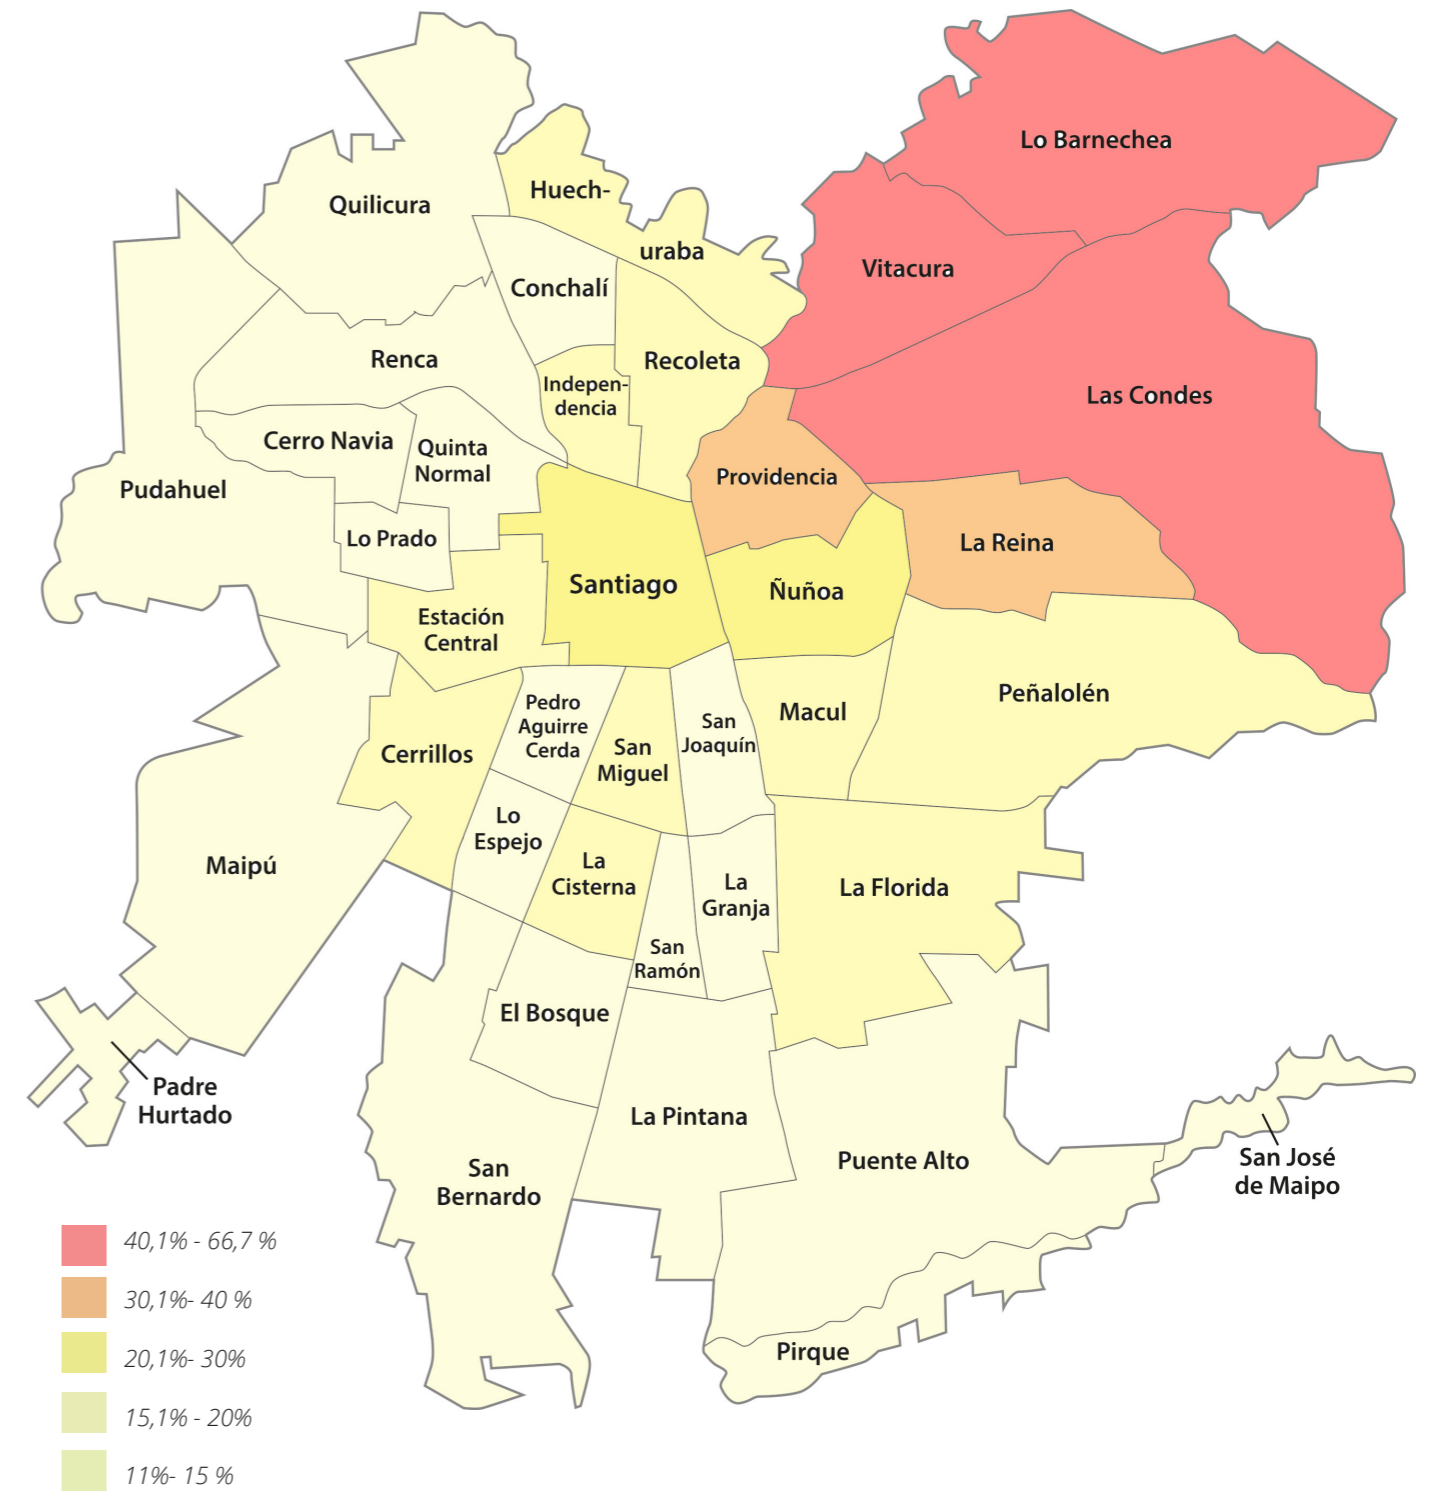 Lo Barnechea
Quilicura
Huech-
uraba
Vitacura
Conchalí
Renca
Recoleta
Indepen-
dencia
Las Condes
Cerro Navia
Quinta
Normal
Providencia
Pudahuel
Lo Prado
La Reina
Santiago
Ñuñoa
Estación
Central
Peñalolén
Pedro
Aguirre
Cerda
San
Joaquín
Macul
Cerrillos
San
Miguel
Lo
Espejo
Maipú
La
Cisterna
La
Granja
La Florida
San
Ramón
El Bosque
Padre
Hurtado
La Pintana
Puente Alto
San José
de Maipo
San
Bernardo
Pirque
40,1% - 66,7 %
30,1%- 40 %
20,1%- 30%
15,1% - 20%
11%- 15 %